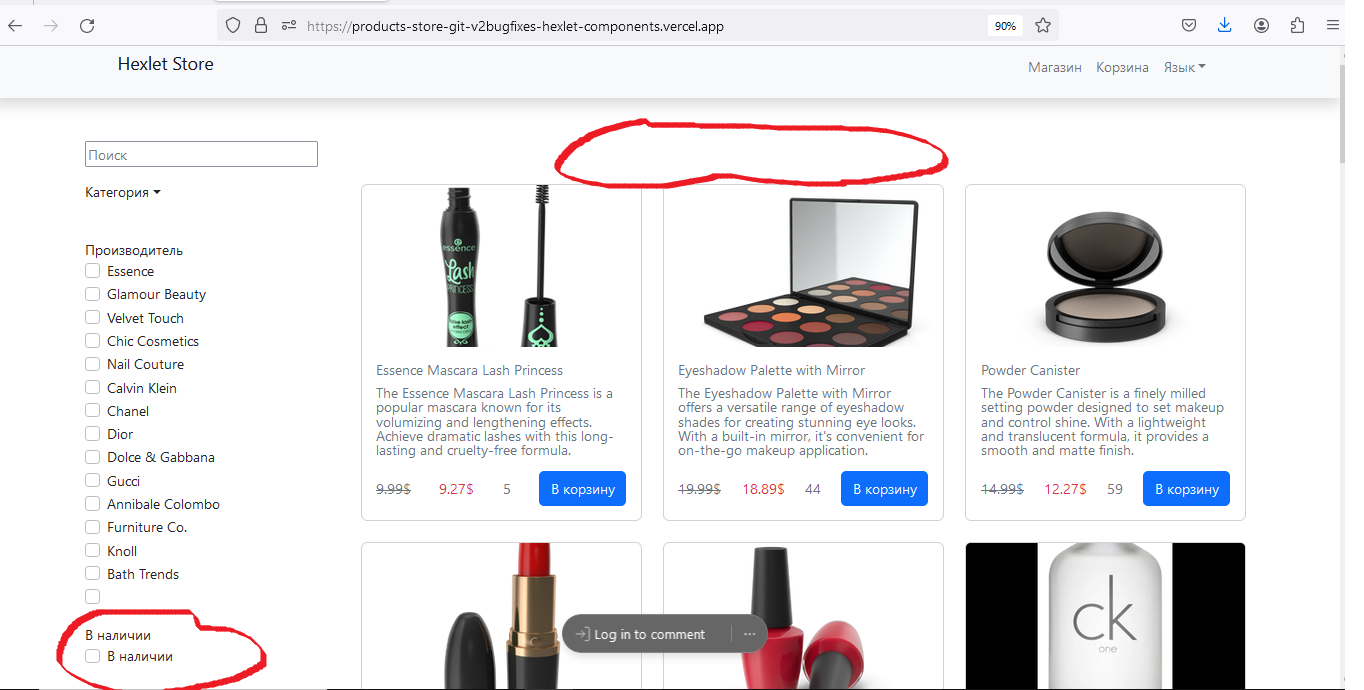 https://products-store-git-v2bugfixes-hexlet-components.vercel.app
90%
Hexlet Store
Магазин Корзина Язык
Поиск
Категория
Производитель
Essence
Glamour Beauty
Velvet Touch
Chic Cosmetics
Nail Couture
Calvin Klein
Chanel
Dior
Dolce & Gabbana
Gucci
Annibale Colombo
Furniture Co.
Knoll
Bath Trends
В наличии
В наличии
essence
Lash
PRINCESS
false lash
effect
Essence Mascara Lash Princess
The Essence Mascara Lash Princess is a
popular mascara known for its
volumizing and lengthening effects.
Achieve dramatic lashes with this long-
lasting and cruelty-free formula.
9.99$ 9.27$ 5 В корзину
Eyeshadow Palette with Mirror
The Eyeshadow Palette with Mirror
offers a versatile range of eyeshadow
shades for creating stunning eye looks.
With a built-in mirror, it's convenient for
on-the-go makeup application.
19.99$ 18.89$ 44 В корзину
Powder Canister
The Powder Canister is a finely milled
setting powder designed to set makeup
and control shine. With a lightweight
and translucent formula, it provides a
smooth and matte finish.
14.99$ 12.27$ 59 В корзину
ck
one
Log in to comment